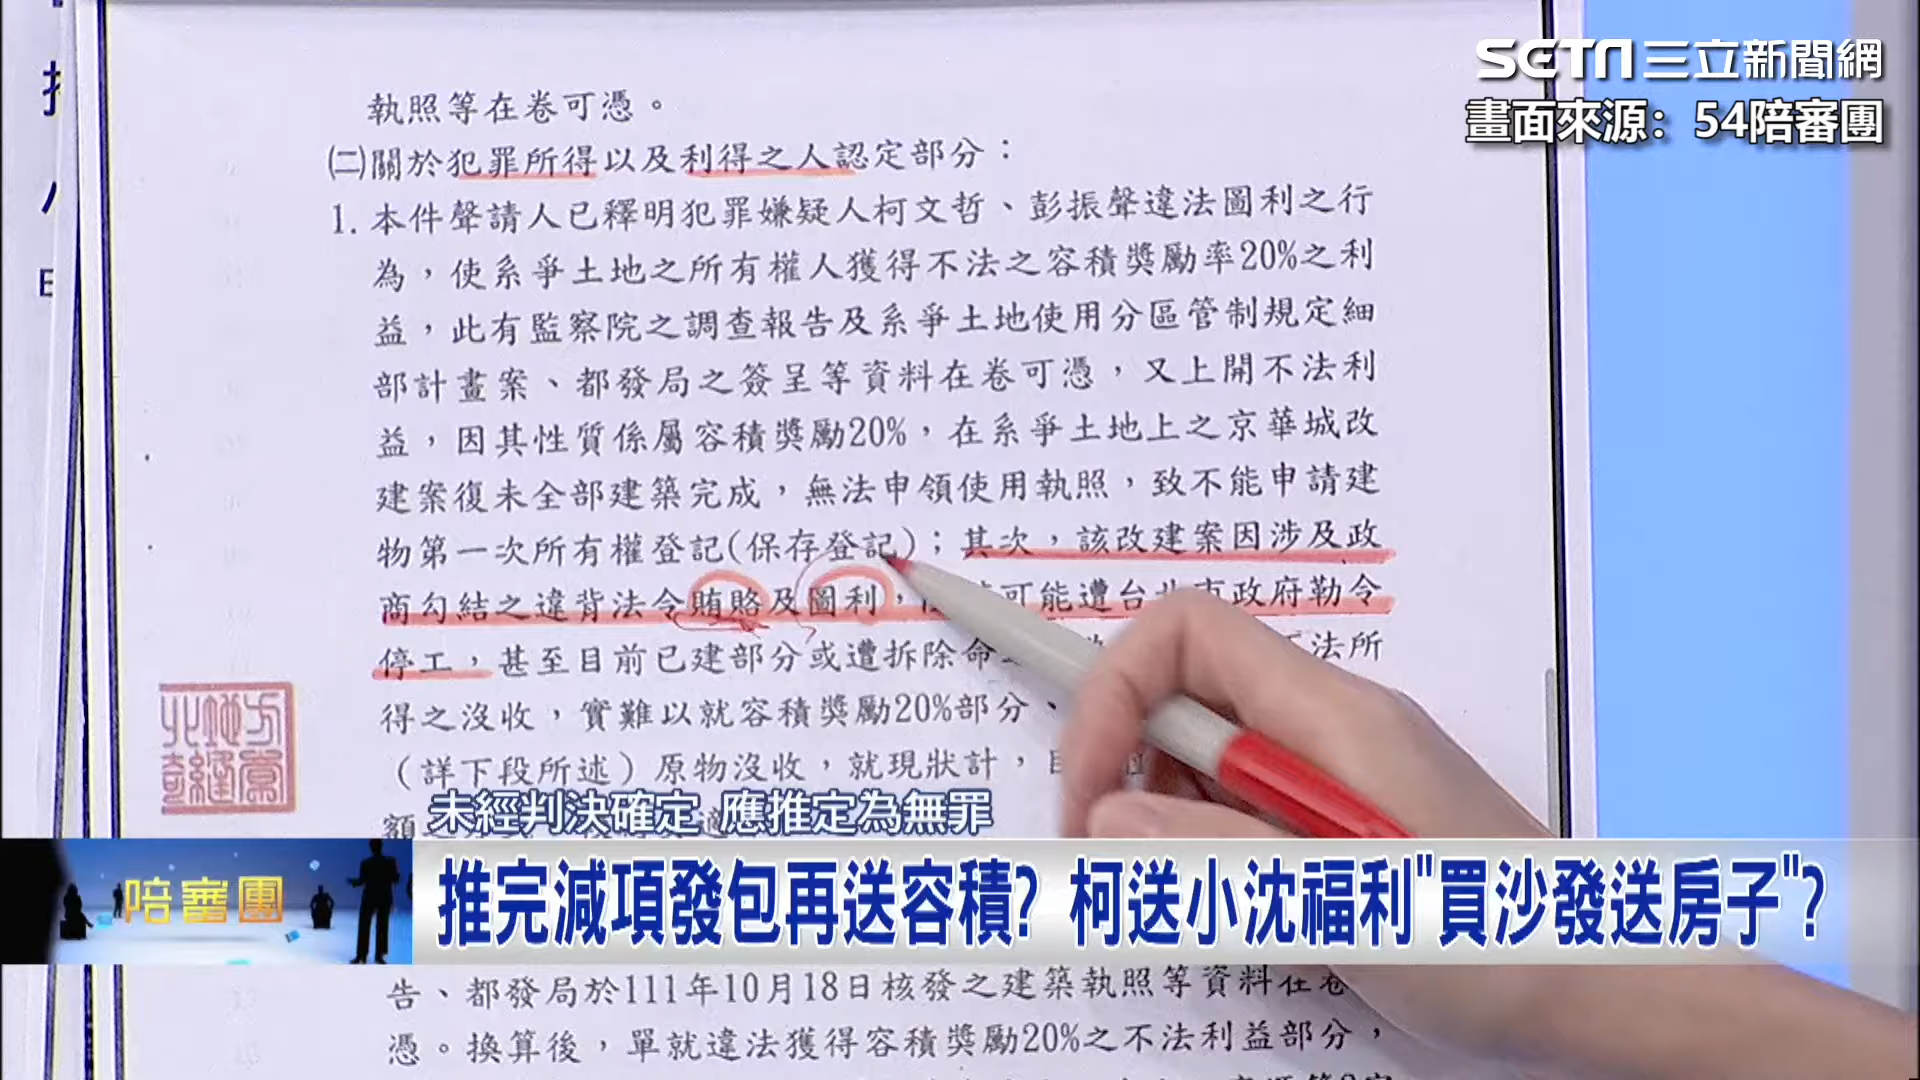 SETN三立新聞網
畫面來源：54陪審團
執照等在卷可憑。
㈡關於犯罪所得以及利得之人認定部分：
1.本件聲請人已釋明犯罪嫌疑人柯文哲、彭振聲違法圖利之行
為，使系爭土地之所有權人獲得不法之容積獎勵率20%之利
益，此有監察院之調查報告及系爭土地使用分區管制規定細
部計畫案、都發局之簽呈等資料在卷可憑，又上開不法利
益，因其性質係屬容積獎勵20%，在系爭土地上之京華城改
建案復未全部建築完成，無法申領使用執照，致不能申請建
物第一次所有權登記(保存登記)；其次，該改建案因涉及政
商勾結之違背法令賄賂及圖利，可能遭台北市政府勒令
停工，甚至目前已建部分或遭拆除命 法所
得之沒收，實難以就容積獎勵20%部分、
（詳下段所述）原物沒收，就現狀計，
額
未經判決確定 應推定為無罪
陪審團
推完減項發包再送容積? 柯送小沈福利"買沙發送房子"?
告、都發局於111年10月18日核發之建築執照等資料在卷
憑。換算後，單就違法獲得容積獎勵20%之不法利益部分，